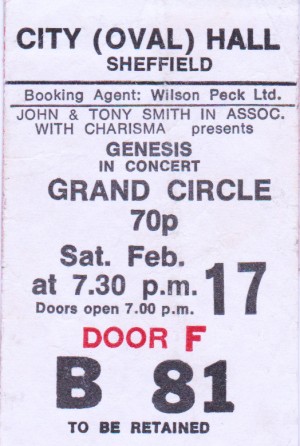 CITY (OVAL) HALL
SHEFFIELD
Booking Agent: Wilson Peck Ltd.
JOHN & TONY SMITH IN ASSOC.
WITH CHARISMA presents
GENESIS
IN CONCERT
GRAND CIRCLE
70p
Sat. Feb. 17
at 7.30 p.m.
Doors open 7.00 p.m.
DOOR F
B 81
TO BE RETAINED